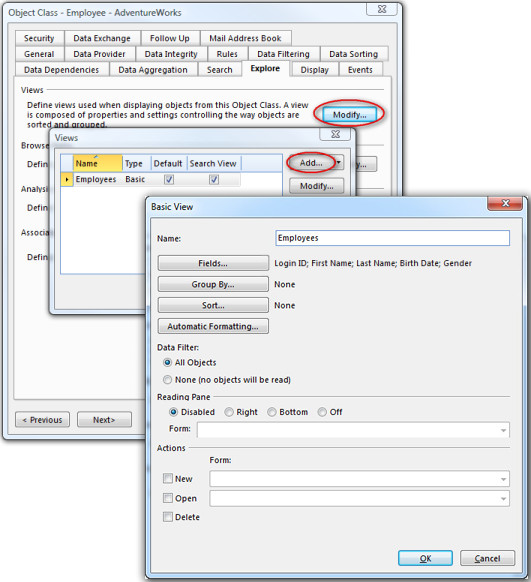 Object Class - Employee - AdventureWorks
Security Data Exchange Follow Up Mail Address Book
General Data Provider Data Integrity Rules Data Filtering Data Sorting
Data Dependencies Data Aggregation Search Explore Display Events
Views
Define views used when displaying objects from this Object Class. A view
is composed of properties and settings controlling the way objects are
sorted and grouped.
Modify...
Views
Brows
Name Type Default Search View
Add...
Defin
Employees Basic
Modify...
Analysi
Defin
Associa
Defin
< Previous Next>
Basic View
Name: Employees
Fields... Login ID; First Name; Last Name; Birth Date; Gender
Group By... None
Sort... None
Automatic Formatting...
Data Filter:
All Objects
None (no objects will be read)
Reading Pane
Disabled Right Bottom Off
Form:
Actions
Form:
New
Open
Delete
OK Cancel